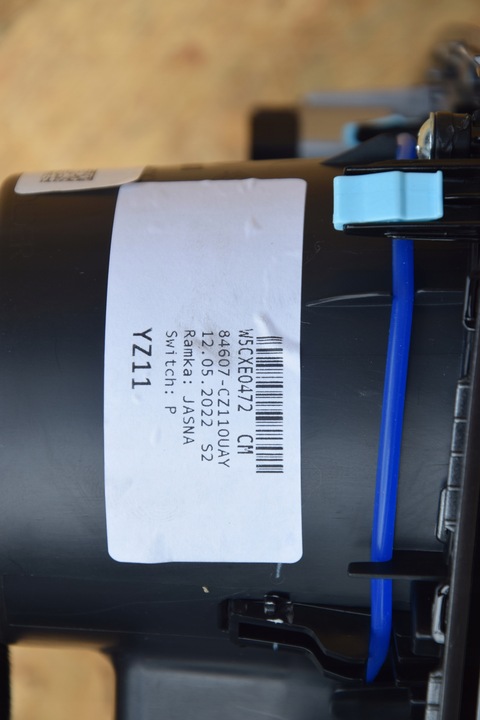 W5CXE0472 CM
84607-CZ110UAY
12.05.2022 S2
Ramka: JASNA
Switch: P
YZ11